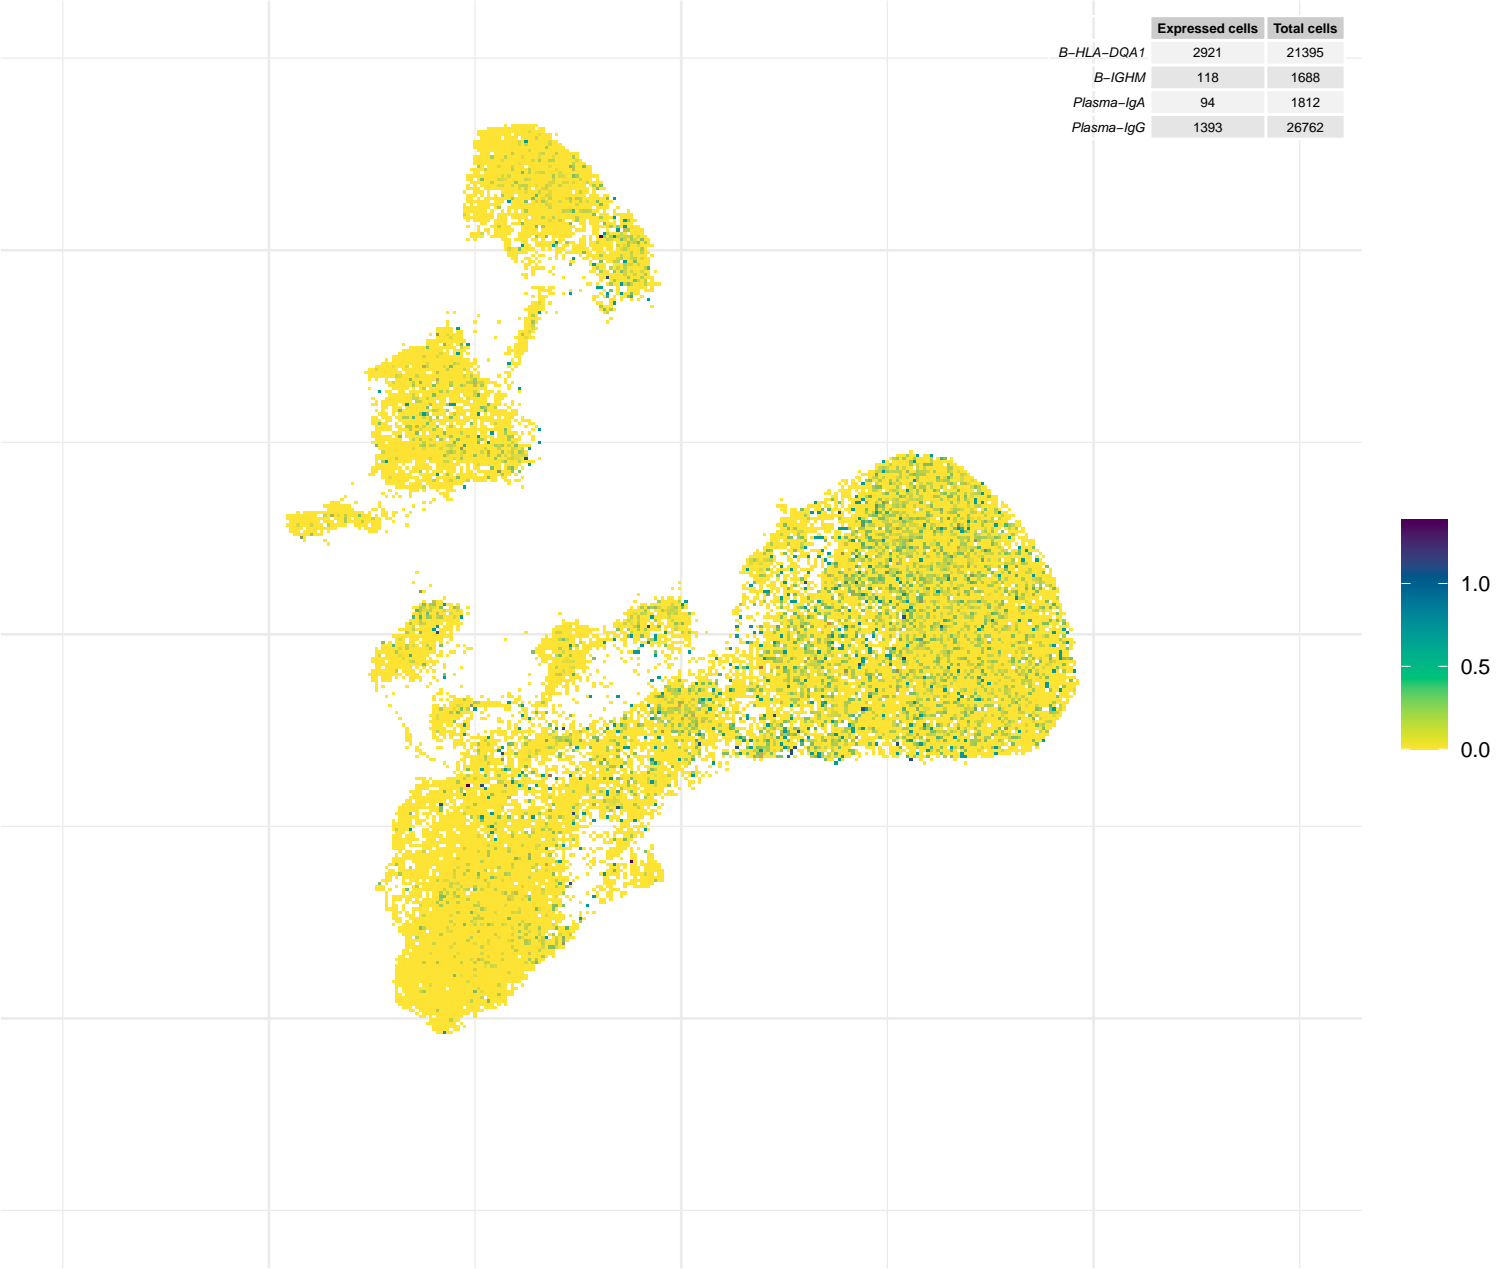 Expressed cells Total cells
B−HLA−DQA1 2921 21395
B−IGHM 118 1688
Plasma−IgA 94 1812
Plasma−IgG 1393 26762
1.0
0.5
0.0